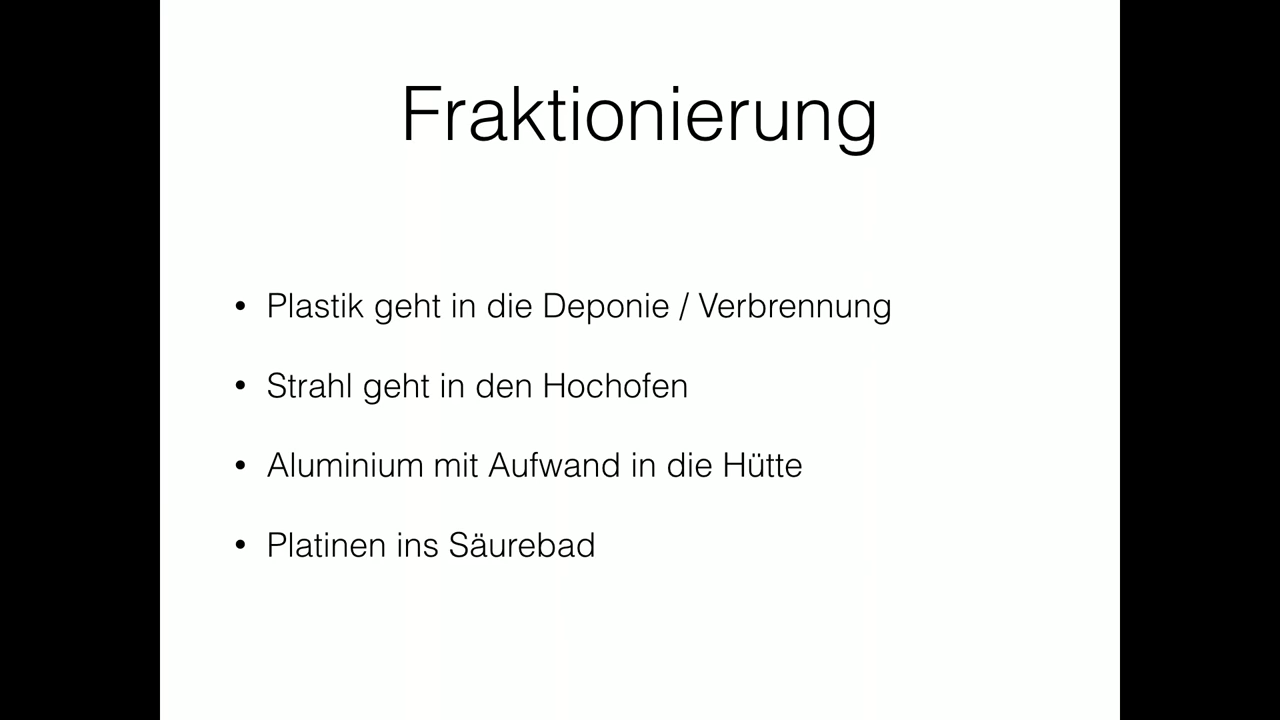 Fraktionierung
• Plastik geht in die Deponie / Verbrennung
• Strahl geht in den Hochofen
• Aluminium mit Aufwand in die Hütte
• Platinen ins Säurebad